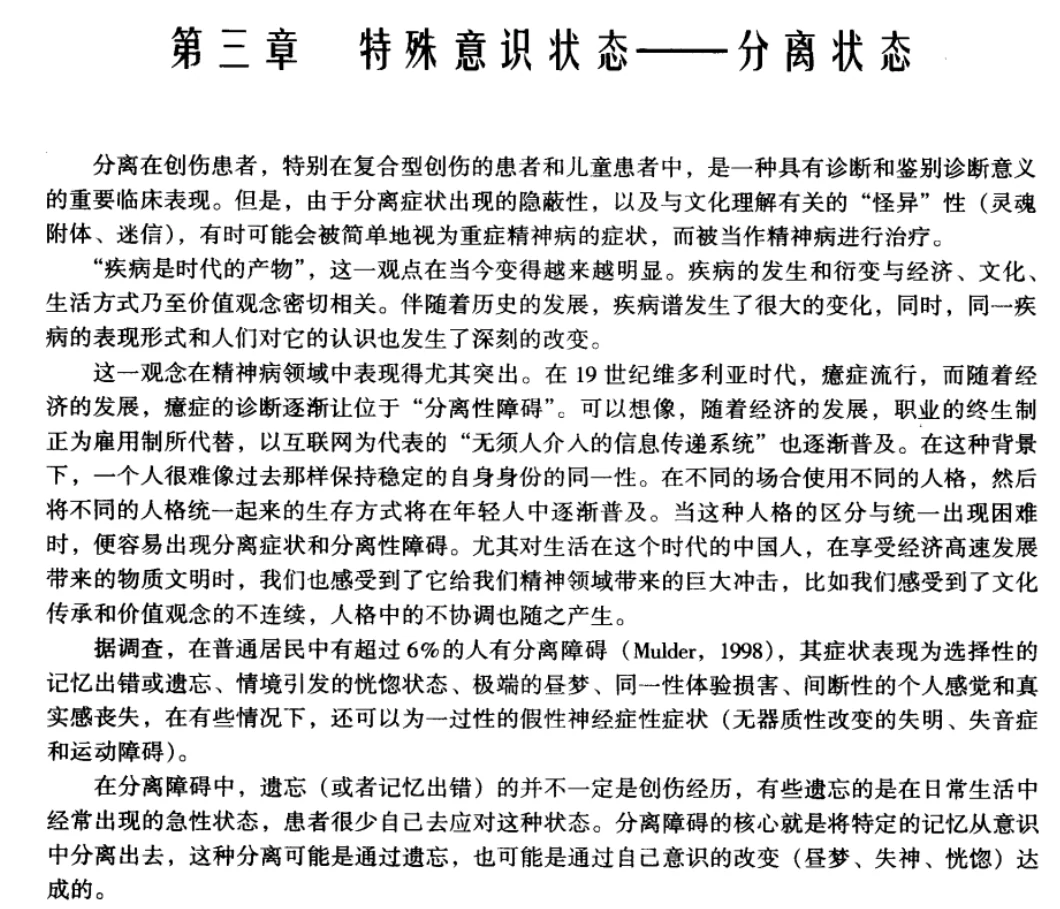 第三章 特殊意识状态——分离状态
分离在创伤患者，特别在复合型创伤的患者和儿童患者中，是一种具有诊断和鉴别诊断意义
的重要临床表现。但是，由于分离症状出现的隐蔽性，以及与文化理解有关的“怪异”性（灵魂
附体、迷信），有时可能会被简单地视为重症精神病的症状，而被当作精神病进行治疗。
“疾病是时代的产物”，这一观点在当今变得越来越明显。疾病的发生和衍变与经济、文化、
生活方式乃至价值观念密切相关。伴随着历史的发展，疾病谱发生了很大的变化，同时，同一疾
病的表现形式和人们对它的认识也发生了深刻的改变。
这一观念在精神病领域中表现得尤其突出。在 19 世纪维多利亚时代，癔症流行，而随着经
济的发展，癔症的诊断逐渐让位于“分离性障碍”。可以想像，随着经济的发展，职业的终生制
正为雇用制所代替，以互联网为代表的“无须人介入的信息传递系统”也逐渐普及。在这种背景
下，一个人很难像过去那样保持稳定的自身身份的同一性。在不同的场合使用不同的人格，然后
将不同的人格统一起来的生存方式将在年轻人中逐渐普及。当这种人格的区分与统一出现困难
时，便容易出现分离症状和分离性障碍。尤其对生活在这个时代的中国人，在享受经济高速发展
带来的物质文明时，我们也感受到了它给我们精神领域带来的巨大冲击，比如我们感受到了文化
传承和价值观念的不连续，人格中的不协调也随之产生。
据调查，在普通居民中有超过 6%的人有分离障碍（Mulder，1998），其症状表现为选择性的
记忆出错或遗忘、情境引发的恍惚状态、极端的昼梦、同一性体验损害、间断性的个人感觉和真
实感丧失，在有些情况下，还可以为一过性的假性神经症性症状（无器质性改变的失明、失音症
和运动障碍）。
在分离障碍中，遗忘（或者记忆出错）的并不一定是创伤经历，有些遗忘的是在日常生活中
经常出现的急性状态，患者很少自己去应对这种状态。分离障碍的核心就是将特定的记忆从意识
中分离出去，这种分离可能是通过遗忘，也可能是通过自己意识的改变（昼梦、失神、恍惚）达
成的。